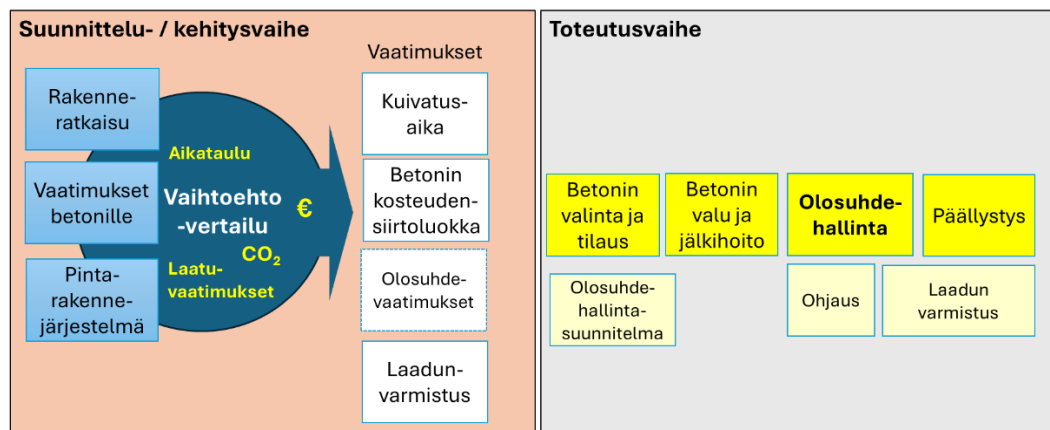 Suunnittelu- / kehitysvaihe
Vaatimukset
Rakenne-
ratkaisu
Vaatimukset
betonille
Pinta-
rakenne-
järjestelmä
Aikataulu
Vaihtoehto
-vertailu
€
CO₂
Laatu-
vaatimukset
Kuivatus-
aika
Betonin
kosteuden-
siirtoluokka
Olosuhde-
vaatimukset
Laadun-
varmistus
Toteutusvaihe
Betonin
valinta ja
tilaus
Betonin
valu ja
jälkihoito
Olosuhde-
hallinta
Päällystys
Olosuhde-
hallinta-
suunnitelma
Ohjaus
Laadun
varmistus